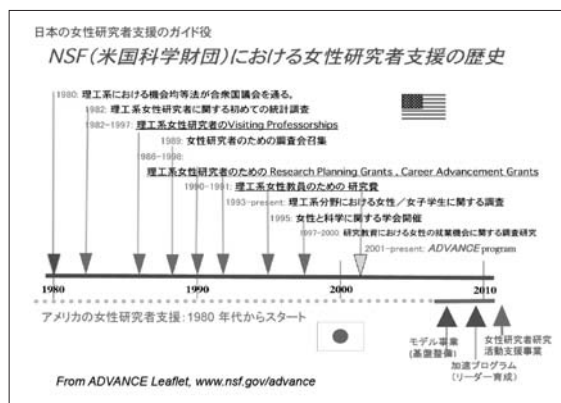 日本の女性研究者支援のガイド役
NSF(米国科学財団)における女性研究者支援の歴史
1980: 理工系における機会均等法が合衆国議会を通る。
1982: 理工系女性研究者に関する初めての統計調査
1982-1997: 理工系女性研究者のVisiting Professorships
1989: 女性研究者のための調査会召集
1986-1998:
理工系女性研究者のための Research Planning Grants , Career Advancement Grants
1990-1991: 理工系女性教員のための 研究費
1993-present: 理工系分野における女性／女子学生に関する調査
1995: 女性と科学に関する学会開催
1997-2000: 研究教育における女性の就業機会に関する調査研究
2001-present: ADVANCE program
1980 1990 2000 2010
アメリカの女性研究者支援：1980 年代からスタート
モデル事業
(基盤整備)
加速プログラム
(リーダー育成)
女性研究者研究
活動支援事業
From ADVANCE Leaflet, www.nsf.gov/advance